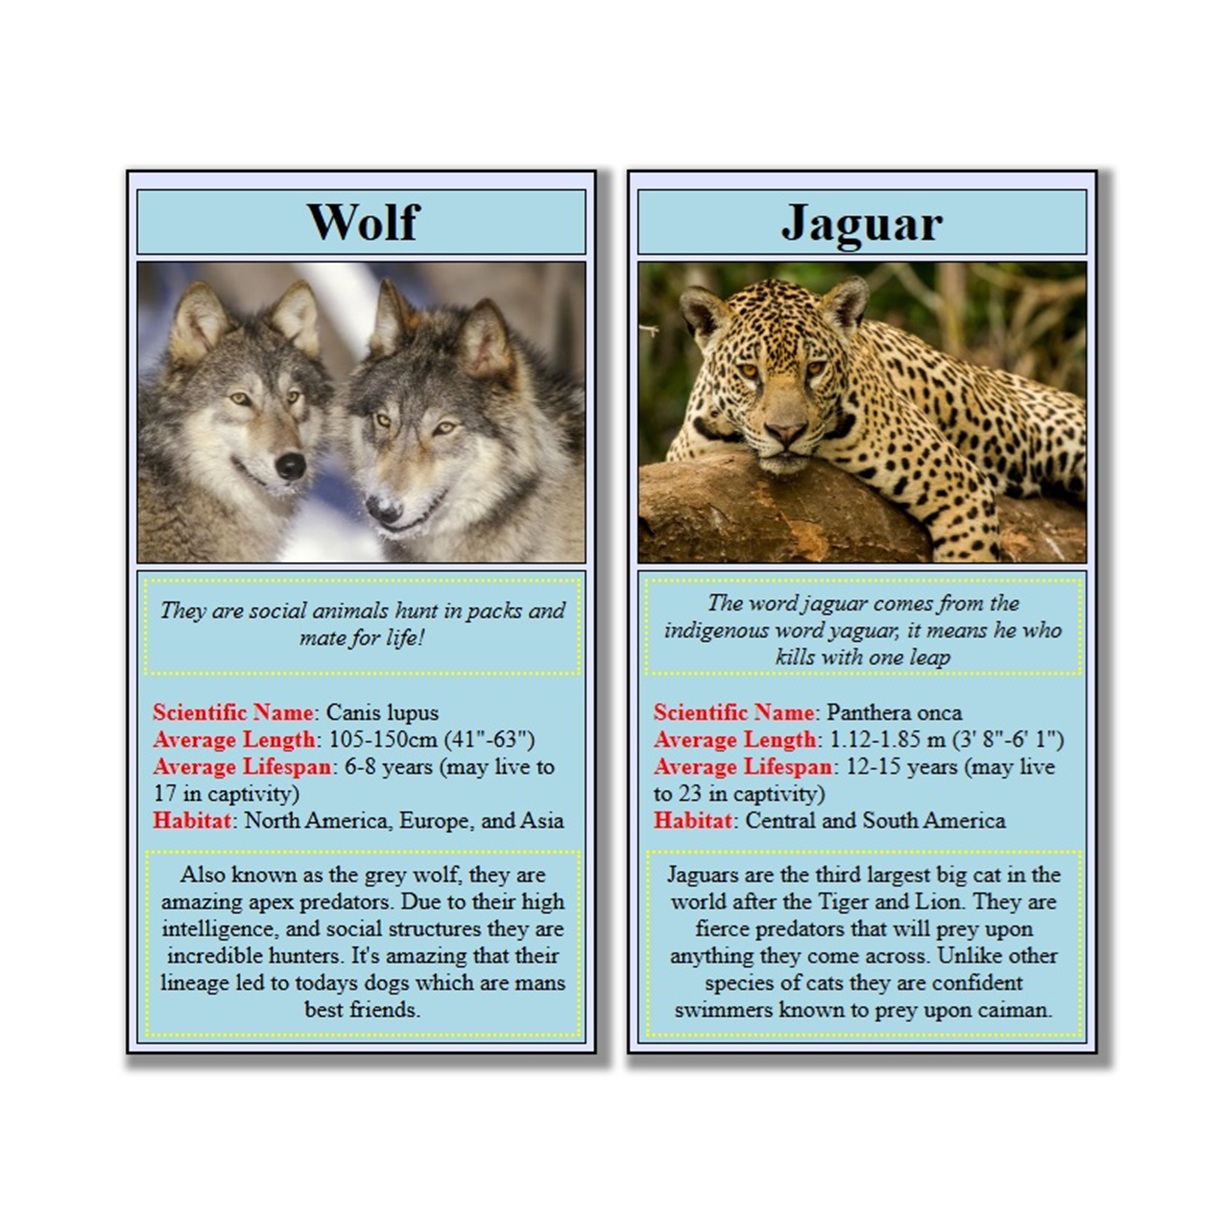 Wolf
They are social animals hunt in packs and
mate for life!
Scientific Name: Canis lupus
Average Length: 105-150cm (41"-63")
Average Lifespan: 6-8 years (may live to
17 in captivity)
Habitat: North America, Europe, and Asia
Also known as the grey wolf, they are
amazing apex predators. Due to their high
intelligence, and social structures they are
incredible hunters. It's amazing that their
lineage led to todays dogs which are mans
best friends.
Jaguar
The word jaguar comes from the
indigenous word yaguar, it means he who
kills with one leap
Scientific Name: Panthera onca
Average Length: 1.12-1.85 m (3' 8"-6' 1")
Average Lifespan: 12-15 years (may live
to 23 in captivity)
Habitat: Central and South America
Jaguars are the third largest big cat in the
world after the Tiger and Lion. They are
fierce predators that will prey upon
anything they come across. Unlike other
species of cats they are confident
swimmers known to prey upon caiman.